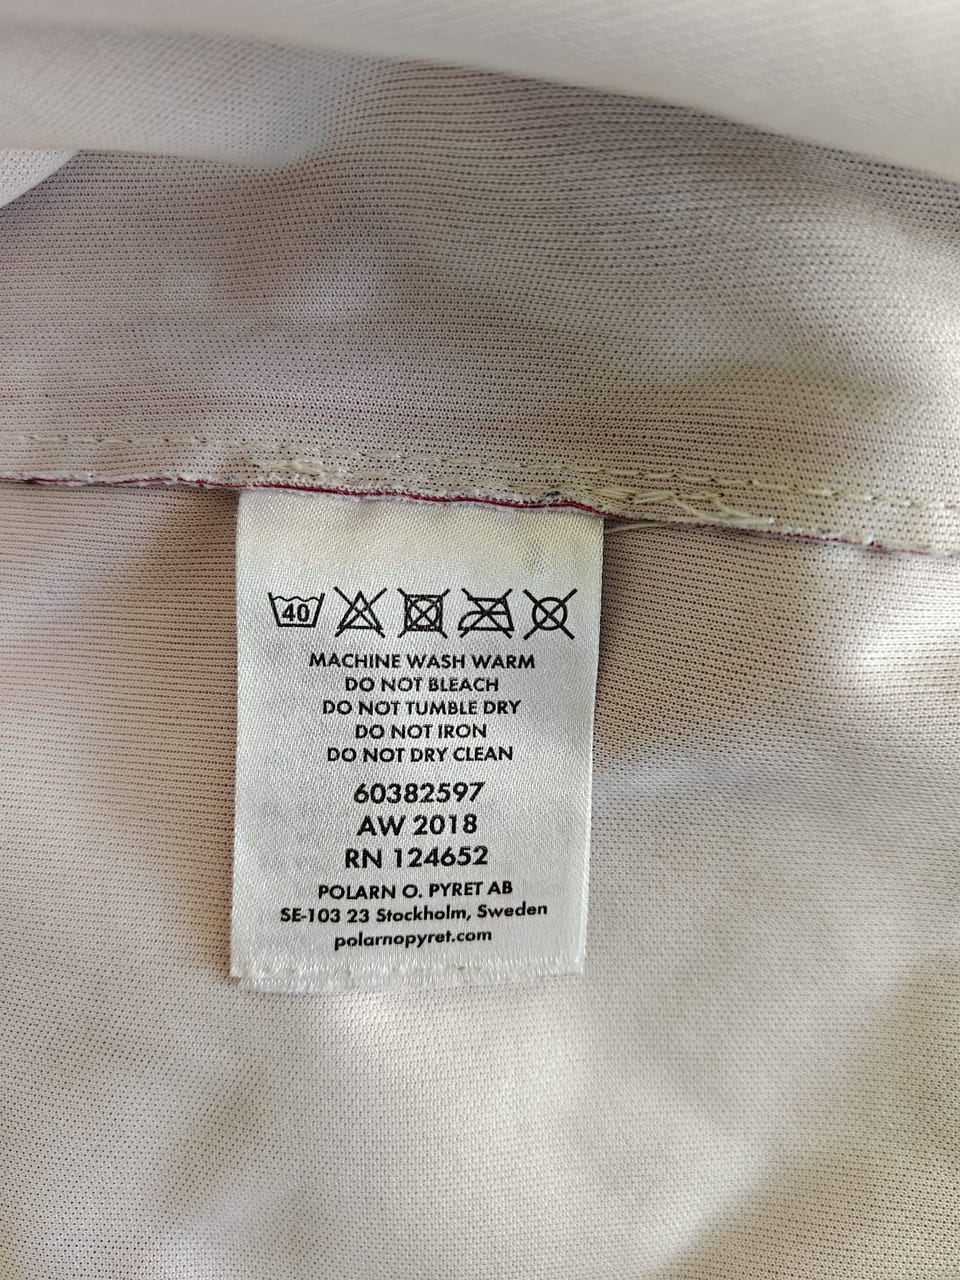 40
MACHINE WASH WARM
DO NOT BLEACH
DO NOT TUMBLE DRY
DO NOT IRON
DO NOT DRY CLEAN
60382597
AW 2018
RN 124652
POLARN O. PYRET AB
SE-103 23 Stockholm, Sweden
polarnopyret.com